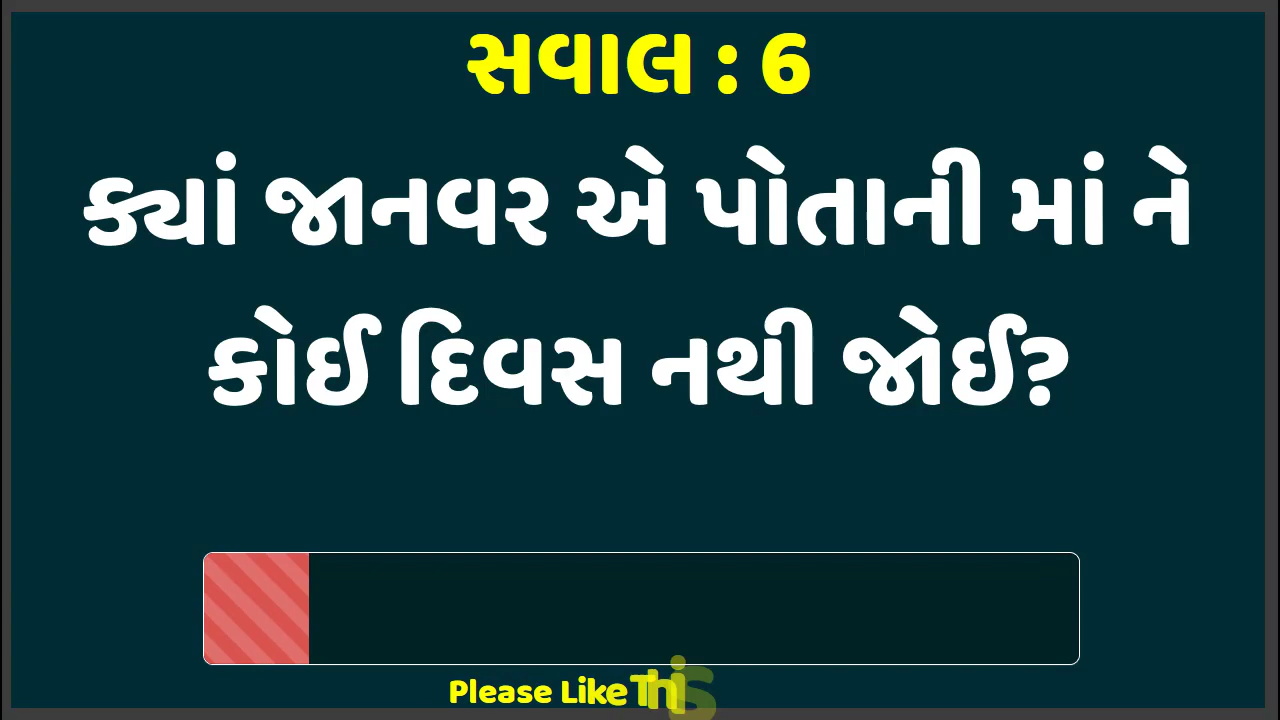 સવાલ : 6
ક્યાં જાનવર એ પોતાની માં ને
કોઈ દિવસ નથી જોઈ?
Please Like This